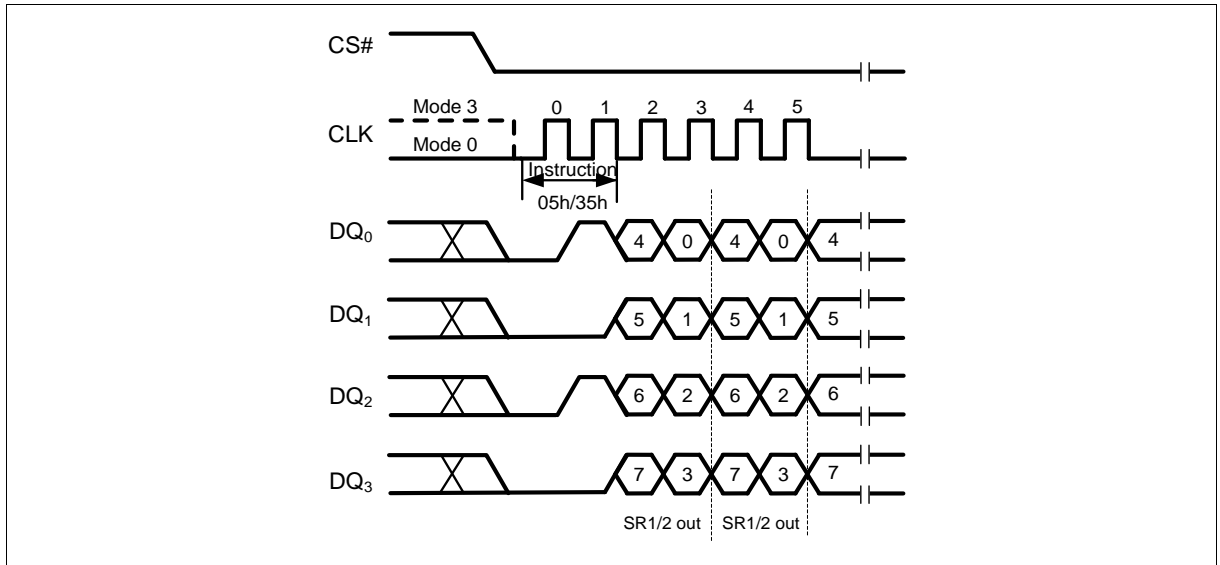 CS#
Mode 3
0 1 2 3 4 5
CLK
Mode 0
Instruction
05h/35h
DQ0
4 0 4 0 4
DQ1
5 1 5 1 5
DQ2
6 2 6 2 6
DQ3
7 3 7 3 7
SR1/2 out SR1/2 out